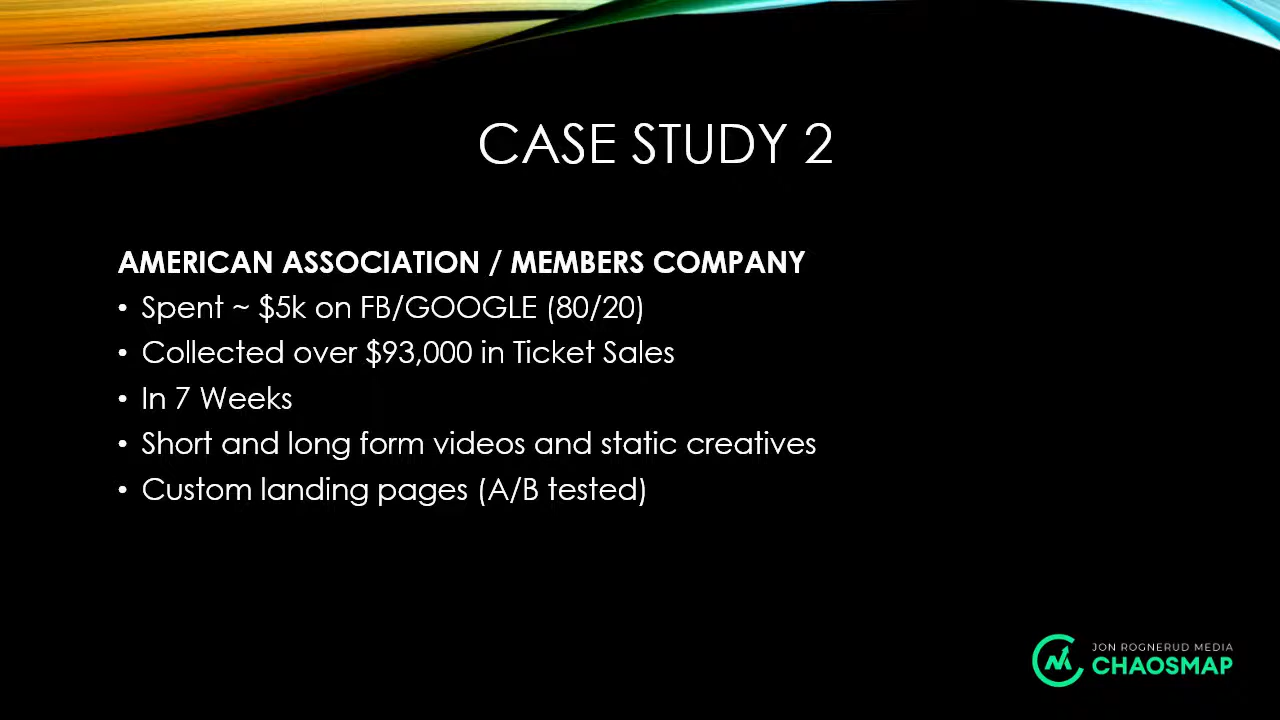 CASE STUDY 2
AMERICAN ASSOCIATION / MEMBERS COMPANY
• Spent ~ $5k on FB/GOOGLE (80/20)
• Collected over $93,000 in Ticket Sales
• In 7 Weeks
• Short and long form videos and static creatives
• Custom landing pages (A/B tested)
JON ROGNERUD MEDIA
CHAOSMAP